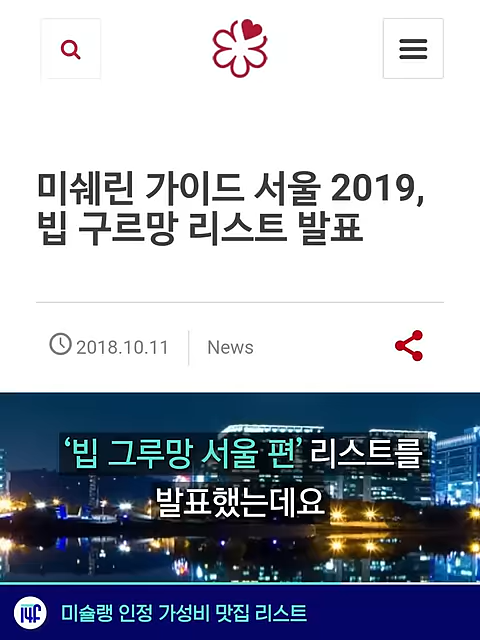 미쉐린 가이드 서울 2019,
빕 구르망 리스트 발표
2018.10.11 News
‘빕 그루망 서울 편’ 리스트를
발표했는데요
14F 미슐랭 인정 가성비 맛집 리스트